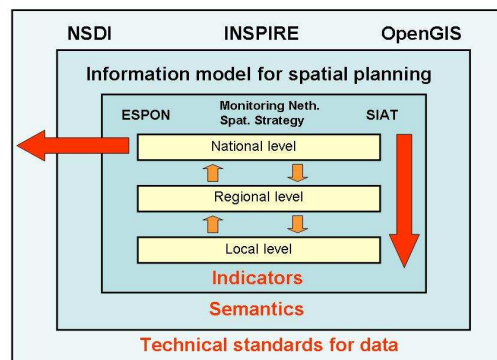 NSDI INSPIRE OpenGIS
Information model for spatial planning
ESPON Monitoring Neth. Spat. Strategy SIAT
National level
Regional level
Local level
Indicators
Semantics
Technical standards for data